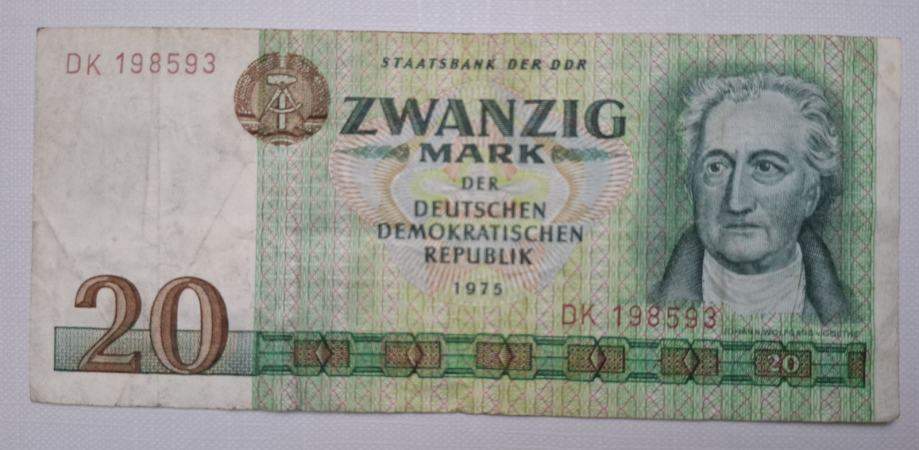 DK 198593
STAATSBANK DER DDR
ZWANZIG
MARK
DER
DEUTSCHEN
DEMOKRATISCHEN
REPUBLIK
1975
DK 198593
JOHANN WOLFGANG v. GOETHE
20
20